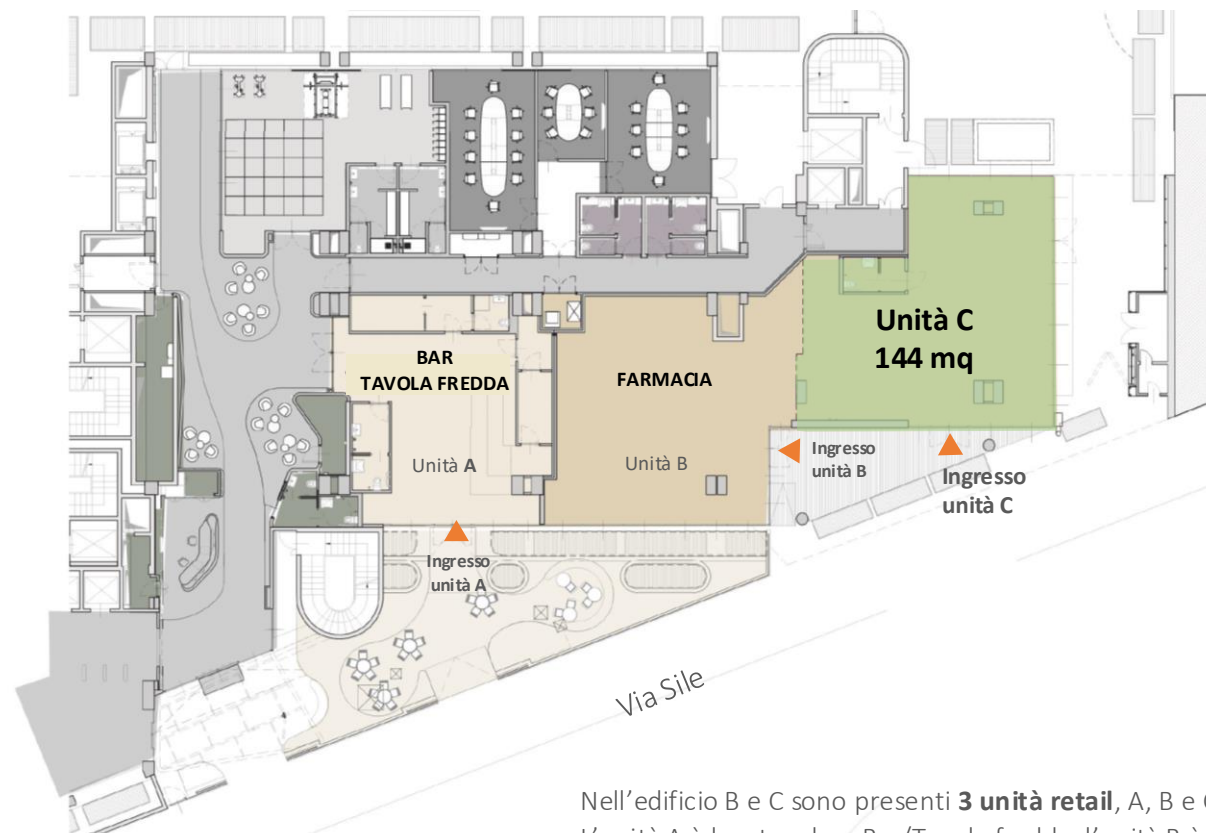 BAR
TAVOLA FREDDA
FARMACIA
Unità C
144 mq
Unità A
Unità B
Ingresso
unità B
Ingresso
unità C
Ingresso
unità A
Via Sile
Nell'edificio B e C sono presenti 3 unità retail, A, B e